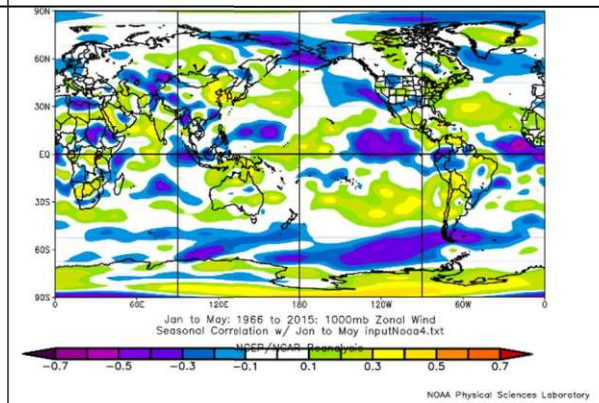 90N
60N
30N
EQ
30S
60S
90S
0 60E 120E 180 120W 60W 0
Jan to May: 1966 to 2015: 1000mb Zonal Wind
Seasonal Correlation w/ Jan to May inputNoaa4.txt
NCEP/NCAR Reanalysis
-0.7 -0.5 -0.3 -0.1 0.1 0.3 0.5 0.7
NOAA Physical Sciences Laboratory